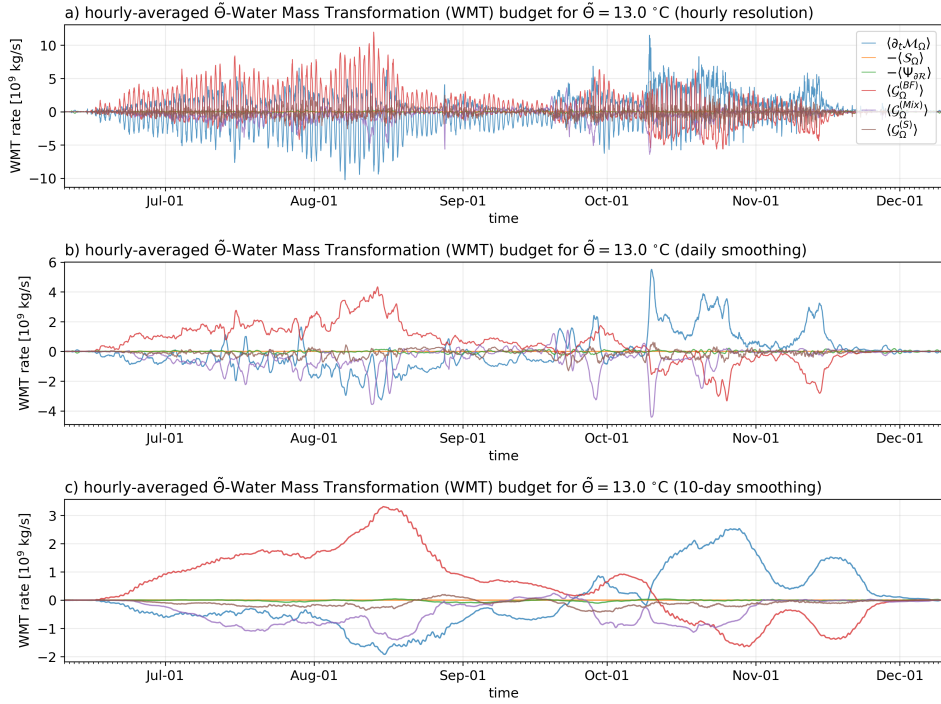 a) hourly-averaged Θ̃-Water Mass Transformation (WMT) budget for Θ̃ = 13.0 °C (hourly resolution)
WMT rate [10⁹ kg/s]
10
5
0
−5
−10
⟨∂ₜℳ_Ω⟩
−⟨𝒮_Ω⟩
−⟨Ψ_∂ℛ⟩
⟨𝒢_Ω^(BF)⟩
⟨𝒢_Ω^(Mix)⟩
⟨𝒢_Ω^(S)⟩
Jul-01 Aug-01 Sep-01 Oct-01 Nov-01 Dec-01
time
b) hourly-averaged Θ̃-Water Mass Transformation (WMT) budget for Θ̃ = 13.0 °C (daily smoothing)
WMT rate [10⁹ kg/s]
6
4
2
0
−2
−4
Jul-01 Aug-01 Sep-01 Oct-01 Nov-01 Dec-01
time
c) hourly-averaged Θ̃-Water Mass Transformation (WMT) budget for Θ̃ = 13.0 °C (10-day smoothing)
WMT rate [10⁹ kg/s]
3
2
1
0
−1
−2
Jul-01 Aug-01 Sep-01 Oct-01 Nov-01 Dec-01
time